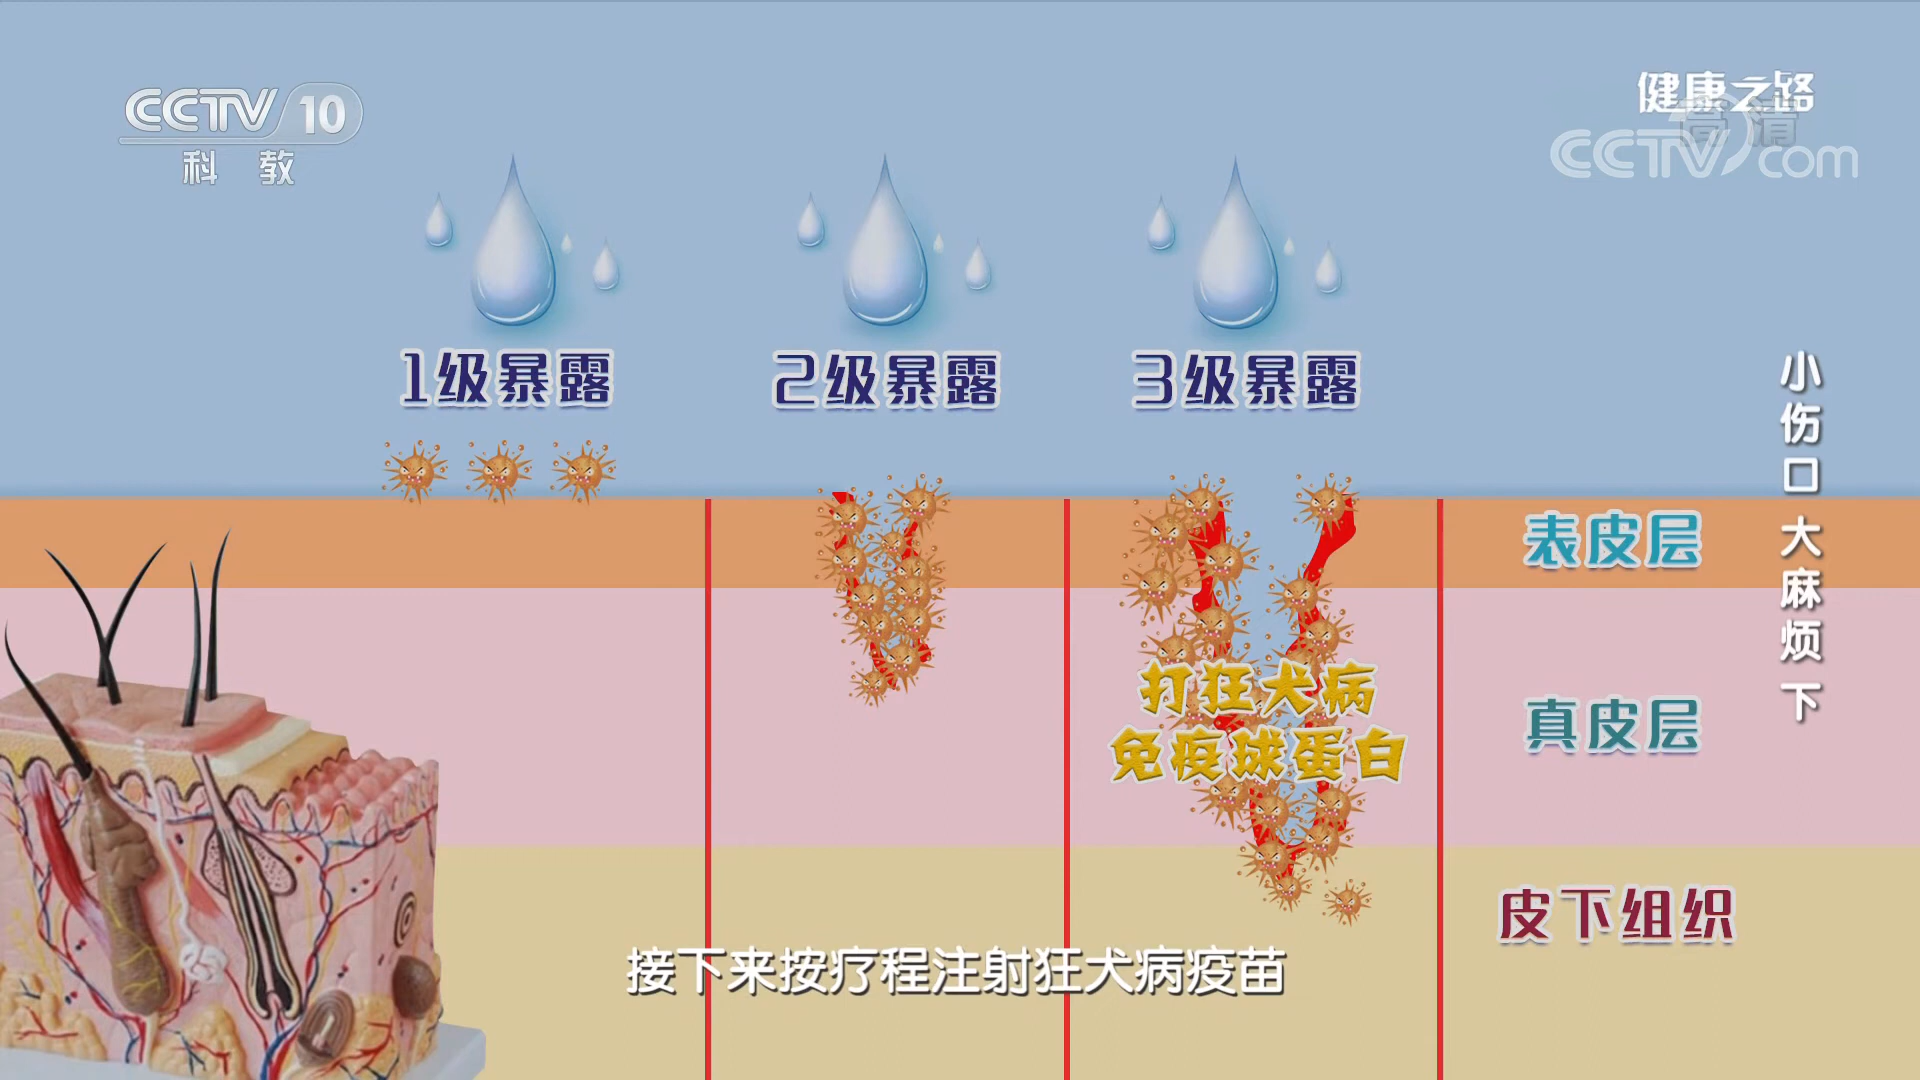 CCTV 10
科教
健康之路
高清
CCTV.com
1级暴露
2级暴露
3级暴露
小伤口 大麻烦 下
表皮层
打狂犬病
免疫球蛋白
真皮层
皮下组织
接下来按疗程注射狂犬病疫苗